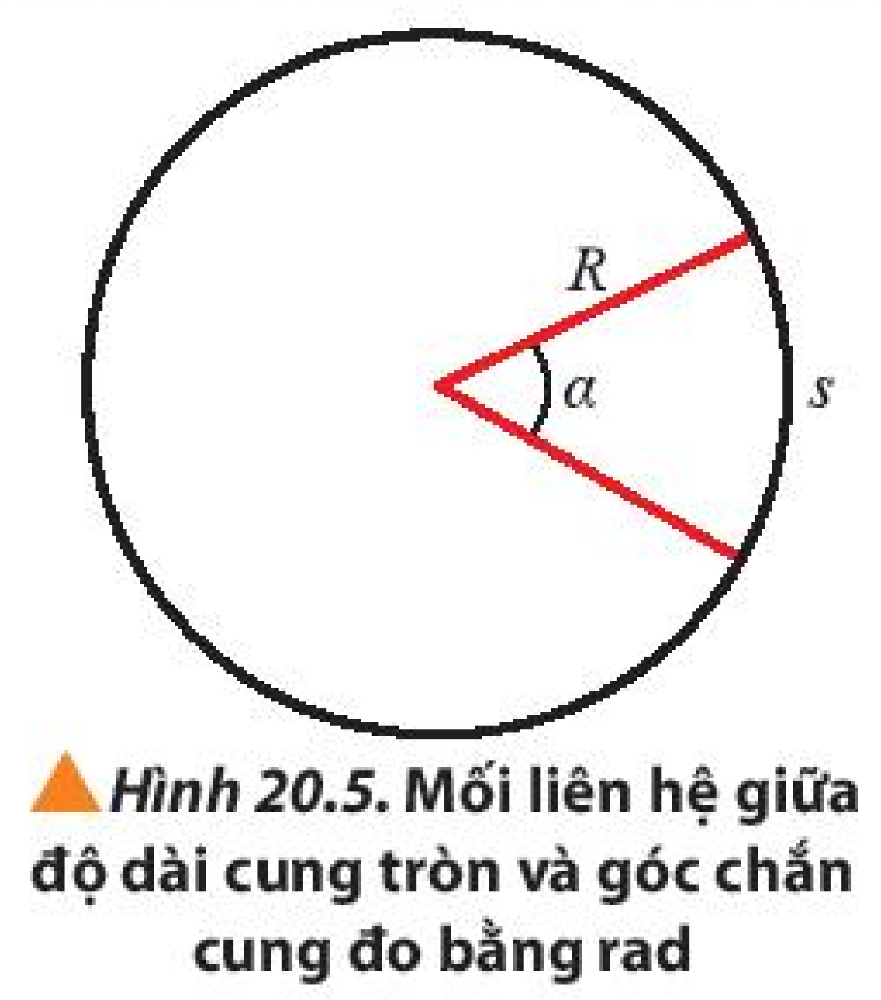 R
α
s
Hình 20.5. Mối liên hệ giữa
độ dài cung tròn và góc chắn
cung đo bằng rad